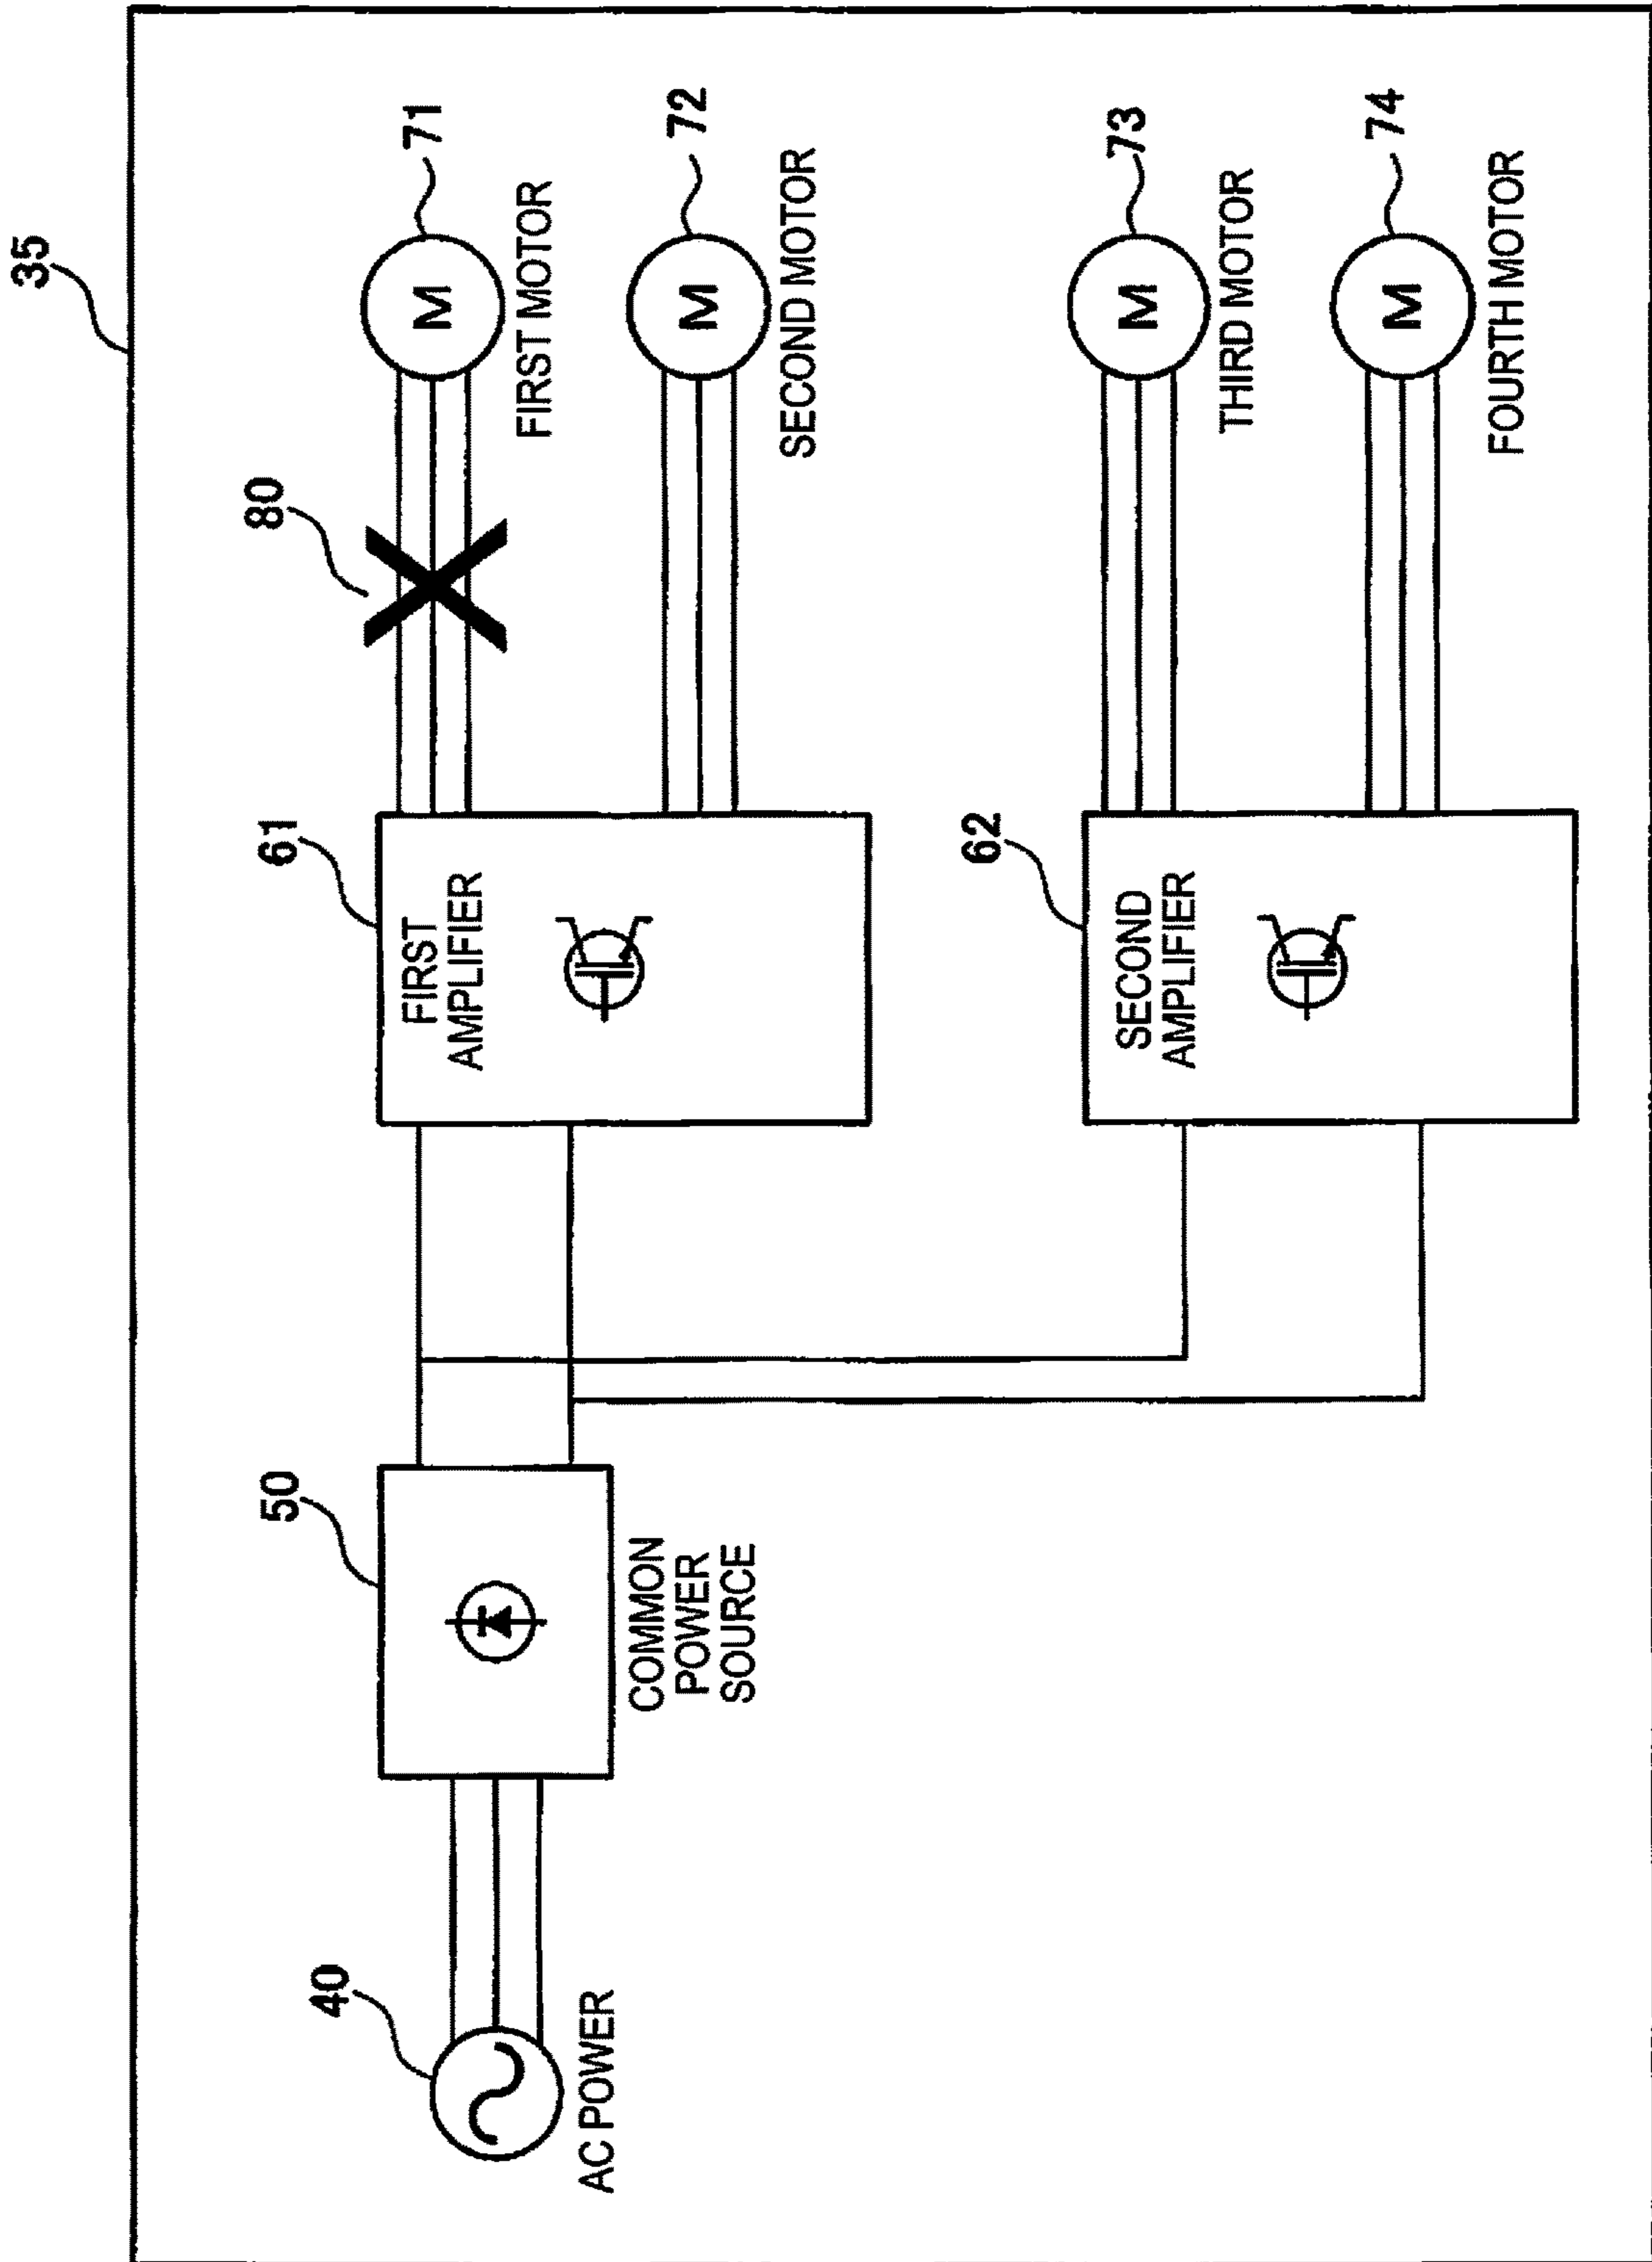 35
40
AC POWER
50
COMMON
POWER
SOURCE
61
FIRST
AMPLIFIER
80
M
71
FIRST MOTOR
M
72
SECOND MOTOR
62
SECOND
AMPLIFIER
M
73
THIRD MOTOR
M
74
FOURTH MOTOR